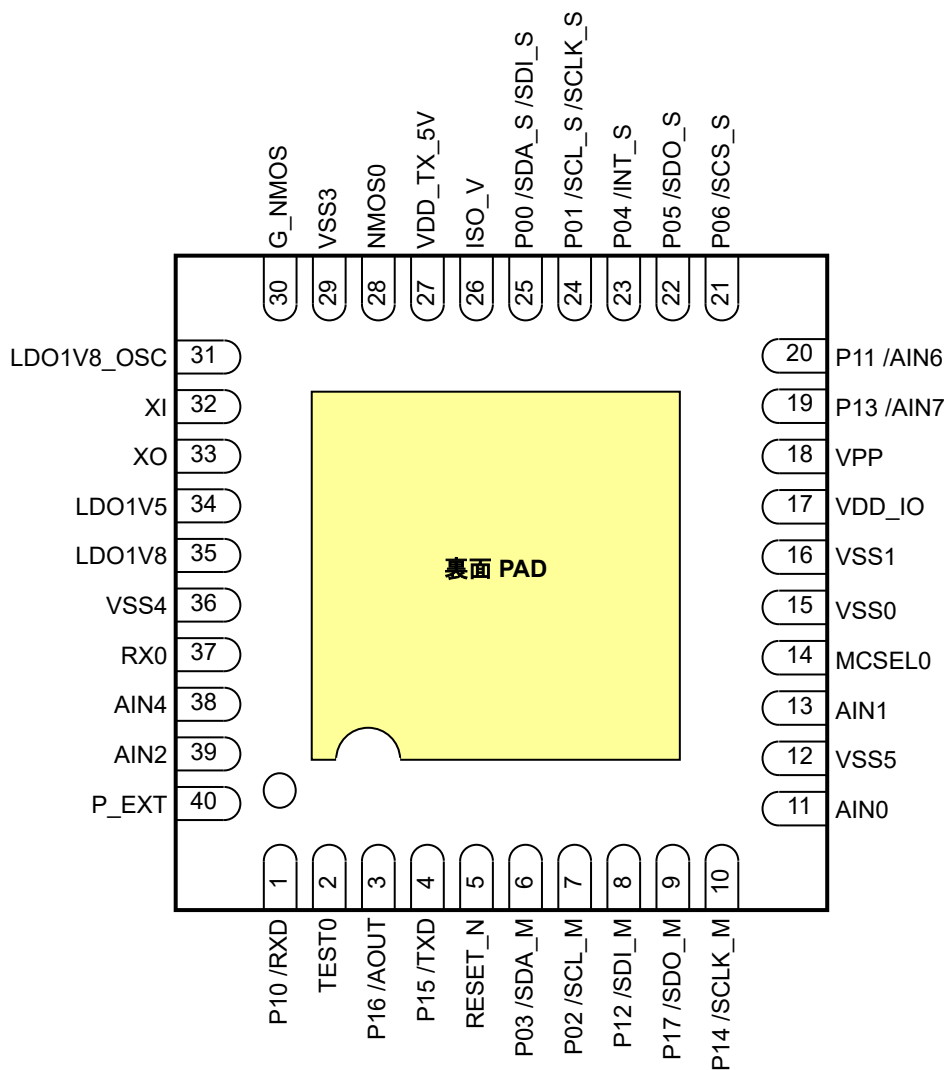 G_NMOS
VSS3
NMOS0
VDD_TX_5V
ISO_V
P00 /SDA_S /SDI_S
P01 /SCL_S /SCLK_S
P04 /INT_S
P05 /SDO_S
P06 /SCS_S
30
29
28
27
26
25
24
23
22
21
LDO1V8_OSC 31
XI 32
XO 33
LDO1V5 34
LDO1V8 35
VSS4 36
RX0 37
AIN4 38
AIN2 39
P_EXT 40
裏面 PAD
20 P11 /AIN6
19 P13 /AIN7
18 VPP
17 VDD_IO
16 VSS1
15 VSS0
14 MCSEL0
13 AIN1
12 VSS5
11 AIN0
1
2
3
4
5
6
7
8
9
10
P10 /RXD
TEST0
P16 /AOUT
P15 /TXD
RESET_N
P03 /SDA_M
P02 /SCL_M
P12 /SDI_M
P17 /SDO_M
P14 /SCLK_M